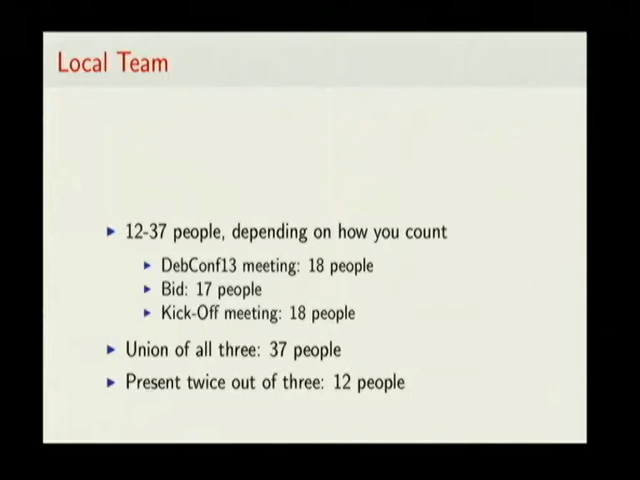 Local Team
12-37 people, depending on how you count
DebConf13 meeting: 18 people
Bid: 17 people
Kick-Off meeting: 18 people
Union of all three: 37 people
Present twice out of three: 12 people